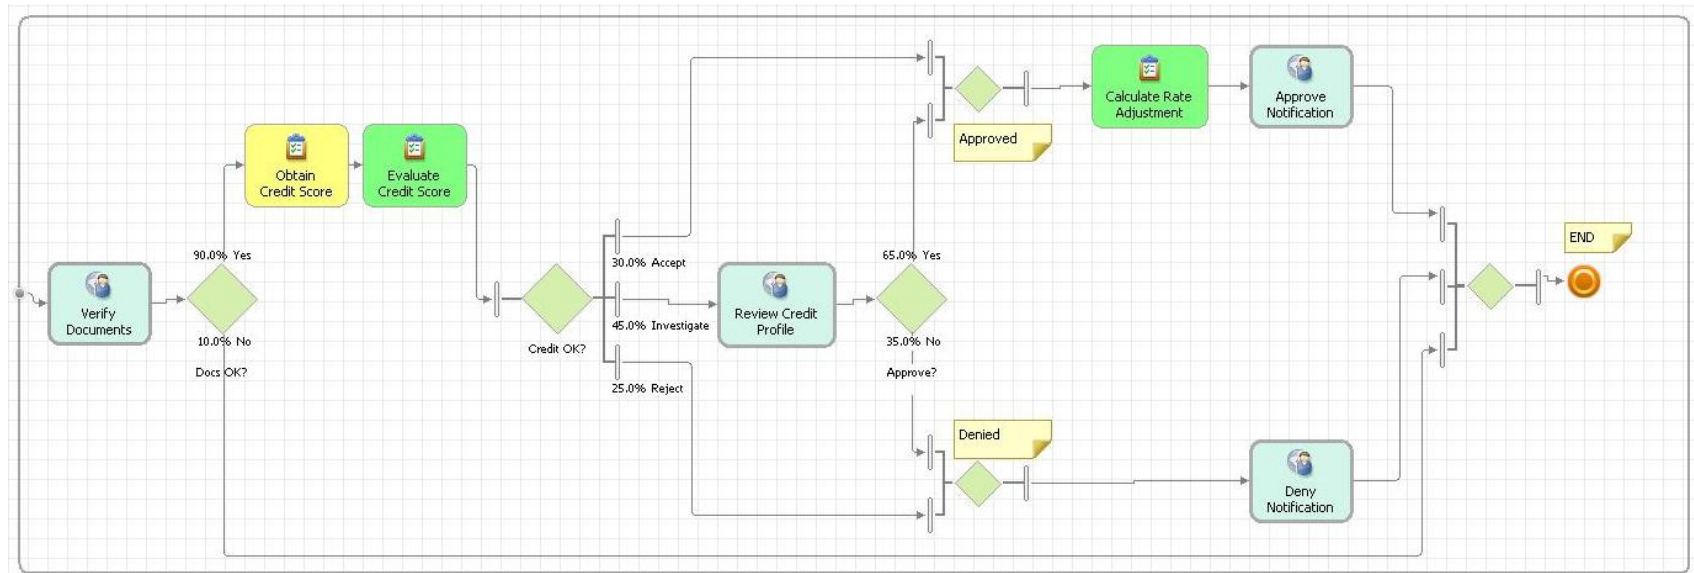 Approved
Calculate Rate
Adjustment
Approve
Notification
Obtain
Credit Score
Evaluate
Credit Score
END
90.0% Yes
30.0% Accept
65.0% Yes
Verify
Documents
Review Credit
Profile
45.0% Investigate
10.0% No
Docs OK?
Credit OK?
35.0% No
Approve?
25.0% Reject
Denied
Deny
Notification